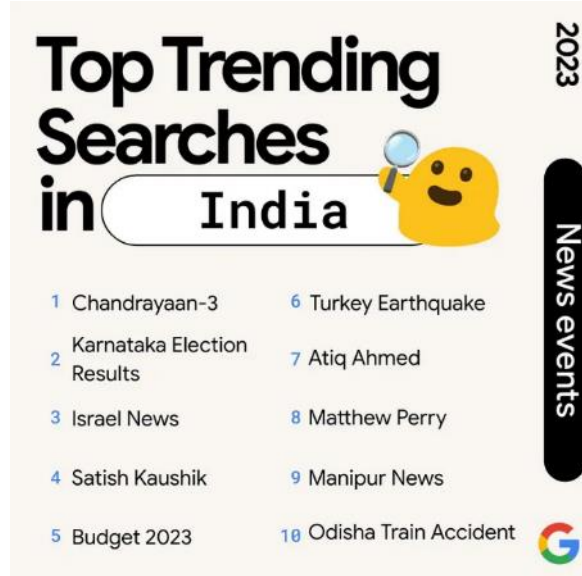 Top Trending
Searches
in India
2023
News events
1 Chandrayaan-3
2 Karnataka Election
Results
3 Israel News
4 Satish Kaushik
5 Budget 2023
6 Turkey Earthquake
7 Atiq Ahmed
8 Matthew Perry
9 Manipur News
10 Odisha Train Accident
G